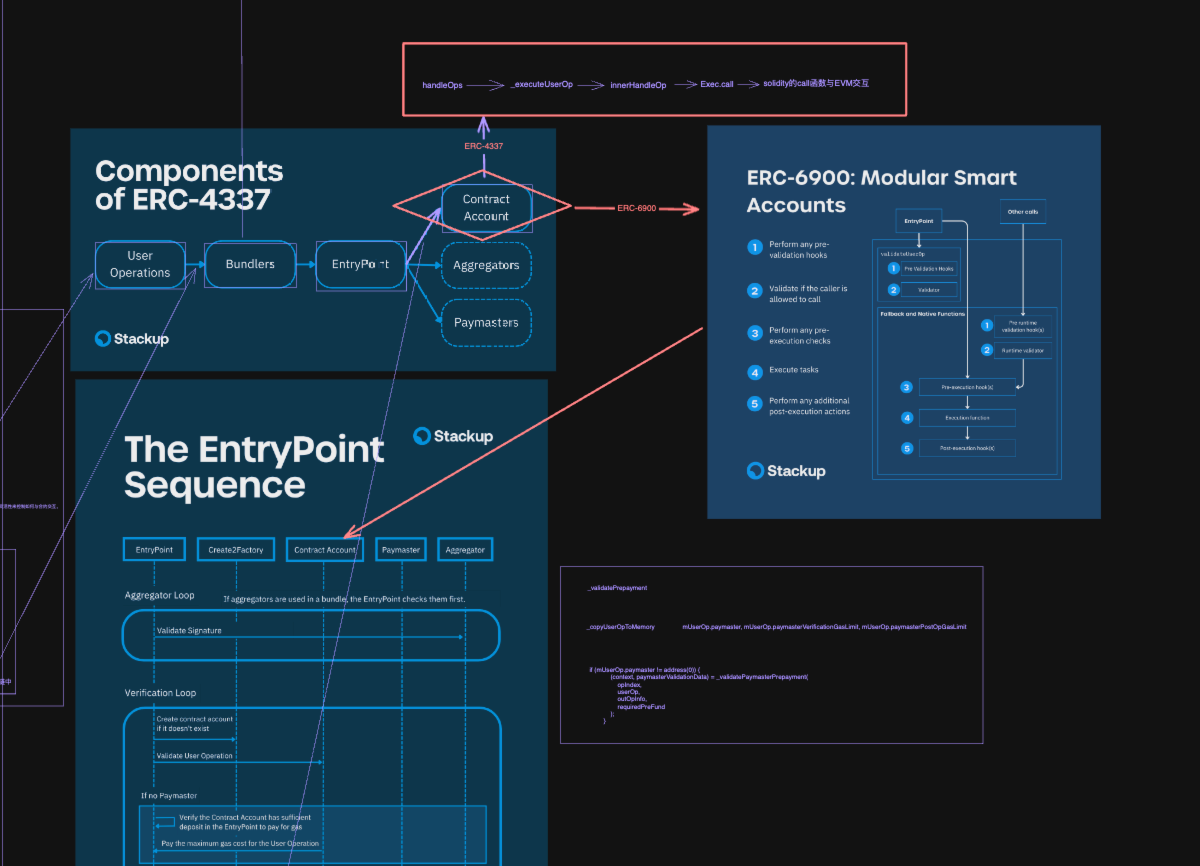 handleOps
_executeUserOp
innerHandleOp
Exec.call
solidity的call函数与EVM交互
ERC-4337
Components
of ERC-4337
Contract
Account
User
Operations
Bundlers
EntryPoint
Aggregators
Paymasters
Stackup
ERC-6900
ERC-6900: Modular Smart
Accounts
1
Perform any pre-
validation hooks
2
Validate if the caller is
allowed to call
3
Perform any pre-
execution checks
4
Execute tasks
5
Perform any additional
post-execution actions
Stackup
EntryPoint
Other calls
validateUserOp
1
Pre Validation Hooks
2
Validator
Fallback and Native Functions
1
Pre runtime
validation hook(s)
2
Runtime validator
3
Pre-execution hook(s)
4
Execution function
5
Post-execution hook(s)
The EntryPoint
Sequence
Stackup
EntryPoint
Create2Factory
Contract Account
Paymaster
Aggregator
Aggregator Loop
If aggregators are used in a bundle, the EntryPoint checks them first.
Validate Signature
Verification Loop
Create contract account
if it doesn't exist
Validate User Operation
If no Paymaster
Verify the Contract Account has sufficient
deposit in the EntryPoint to pay for gas
Pay the maximum gas cost for the User Operation
_validatePrepayment
_copyUserOpToMemory
mUserOp.paymaster, mUserOp.paymasterVerificationGasLimit, mUserOp.paymasterPostOpGasLimit
if (mUserOp.paymaster != address(0)) {
(context, paymasterValidationData) = _validatePaymasterPrepayment(
opIndex,
userOp,
outOpInfo,
requiredPreFund
);
}